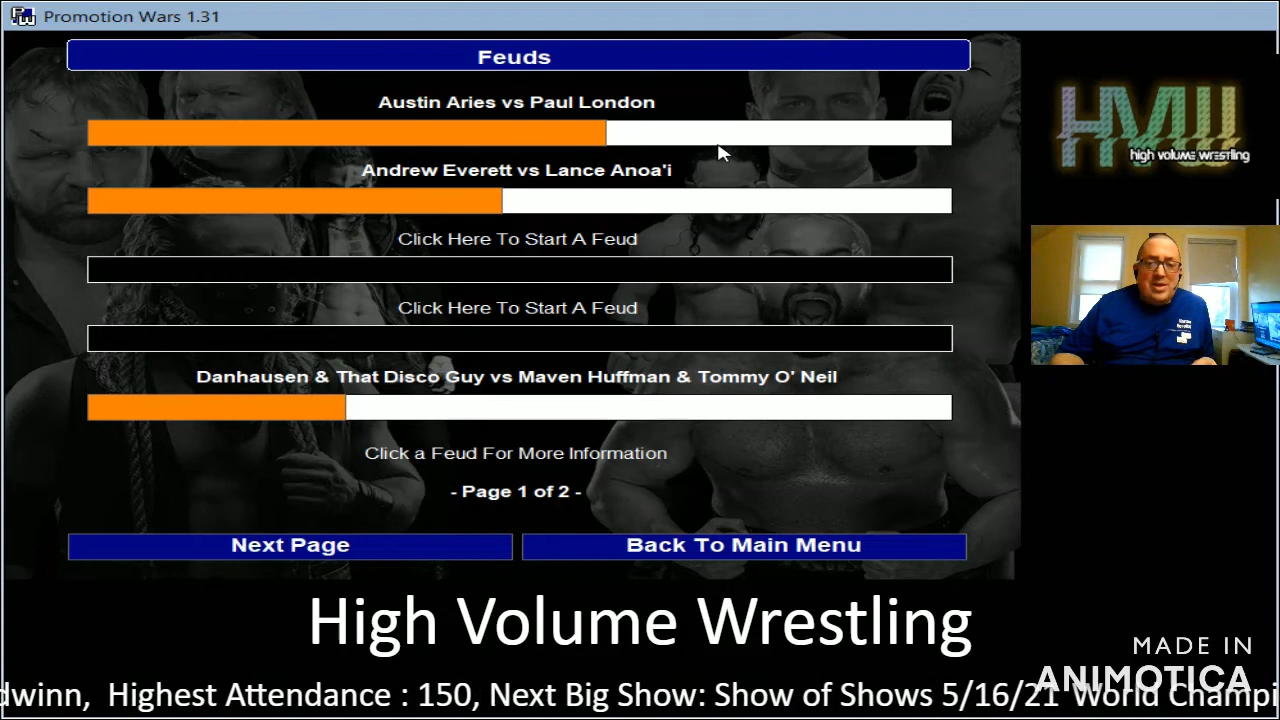 Promotion Wars 1.31
Feuds
Austin Aries vs Paul London
Andrew Everett vs Lance Anoa'i
Click Here To Start A Feud
Click Here To Start A Feud
Danhausen & That Disco Guy vs Maven Huffman & Tommy O' Neil
Click a Feud For More Information
- Page 1 of 2 -
Next Page
Back To Main Menu
HVW
high volume wrestling
High Volume Wrestling
MADE IN
ANIMOTICA
dwinn, Highest Attendance : 150, Next Big Show: Show of Shows 5/16/21 World Champi